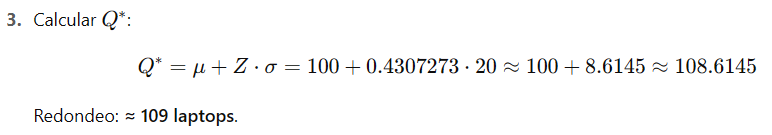 3. Calcular Q*:
Q* = μ + Z · σ = 100 + 0.4307273 · 20 ≈ 100 + 8.6145 ≈ 108.6145
Redondeo: ≈ 109 laptops.